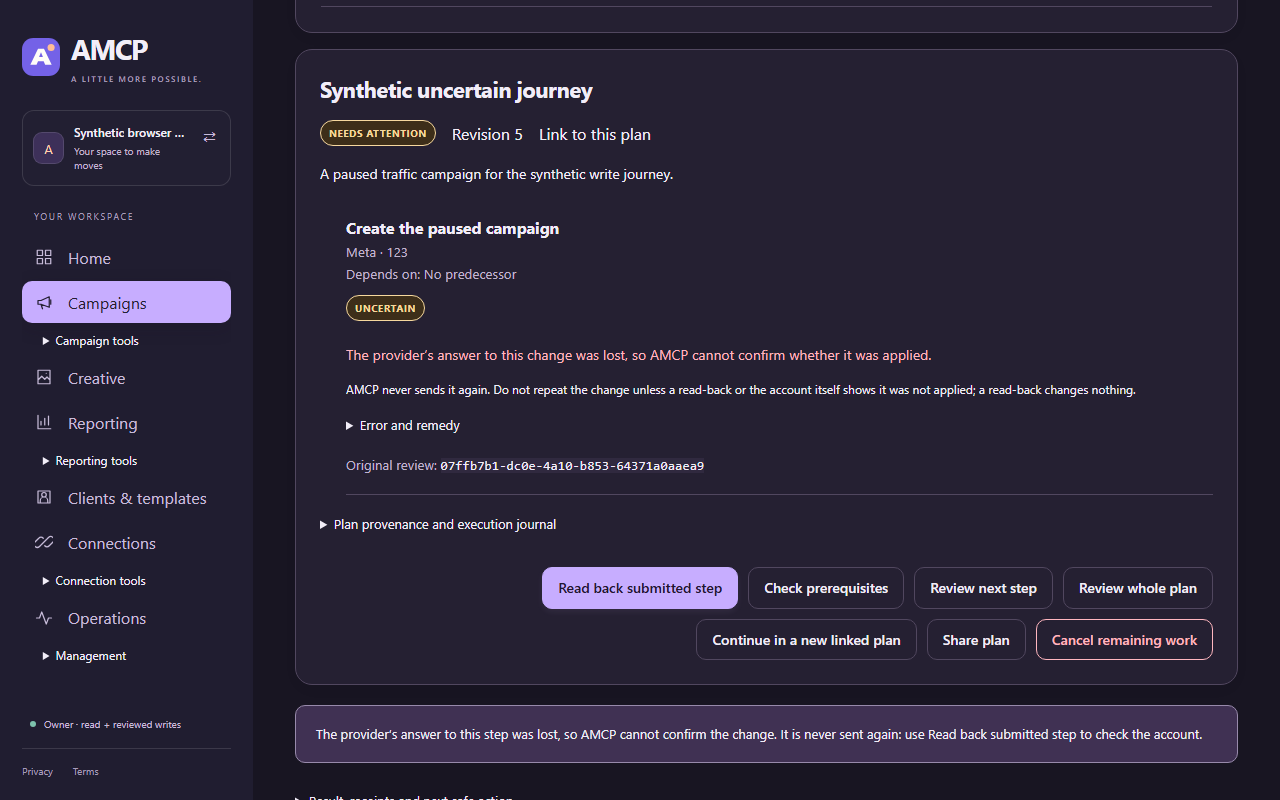 AMCP
A LITTLE MORE POSSIBLE.
A
Synthetic browser ...
Your space to make
moves
YOUR WORKSPACE
Home
Campaigns
Campaign tools
Creative
Reporting
Reporting tools
Clients & templates
Connections
Connection tools
Operations
Management
Owner · read + reviewed writes
Privacy Terms
Synthetic uncertain journey
NEEDS ATTENTION Revision 5 Link to this plan
A paused traffic campaign for the synthetic write journey.
Create the paused campaign
Meta · 123
Depends on: No predecessor
UNCERTAIN
The provider’s answer to this change was lost, so AMCP cannot confirm whether it was applied.
AMCP never sends it again. Do not repeat the change unless a read-back or the account itself shows it was not applied; a read-back changes nothing.
Error and remedy
Original review: 07ffb7b1-dc0e-4a10-b853-64371a0aaea9
Plan provenance and execution journal
Read back submitted step Check prerequisites Review next step Review whole plan
Continue in a new linked plan Share plan Cancel remaining work
The provider’s answer to this step was lost, so AMCP cannot confirm the change. It is never sent again: use Read back submitted step to check the account.
Result, receipts and next safe action